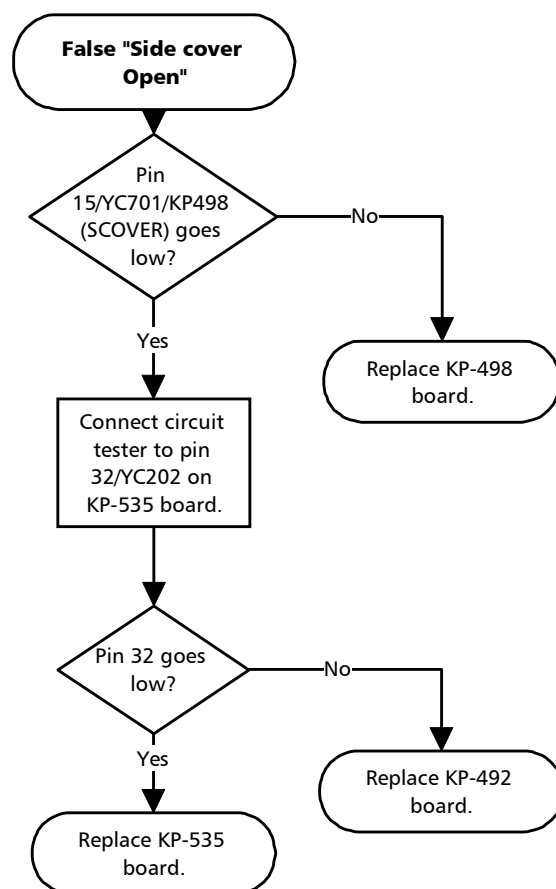 False "Side cover
Open"
Pin
15/YC701/KP498
(SCOVER) goes
low?
No
Yes
Replace KP-498
board.
Connect circuit
tester to pin
32/YC202 on
KP-535 board.
Pin 32 goes
low?
No
Yes
Replace KP-492
board.
Replace KP-535
board.